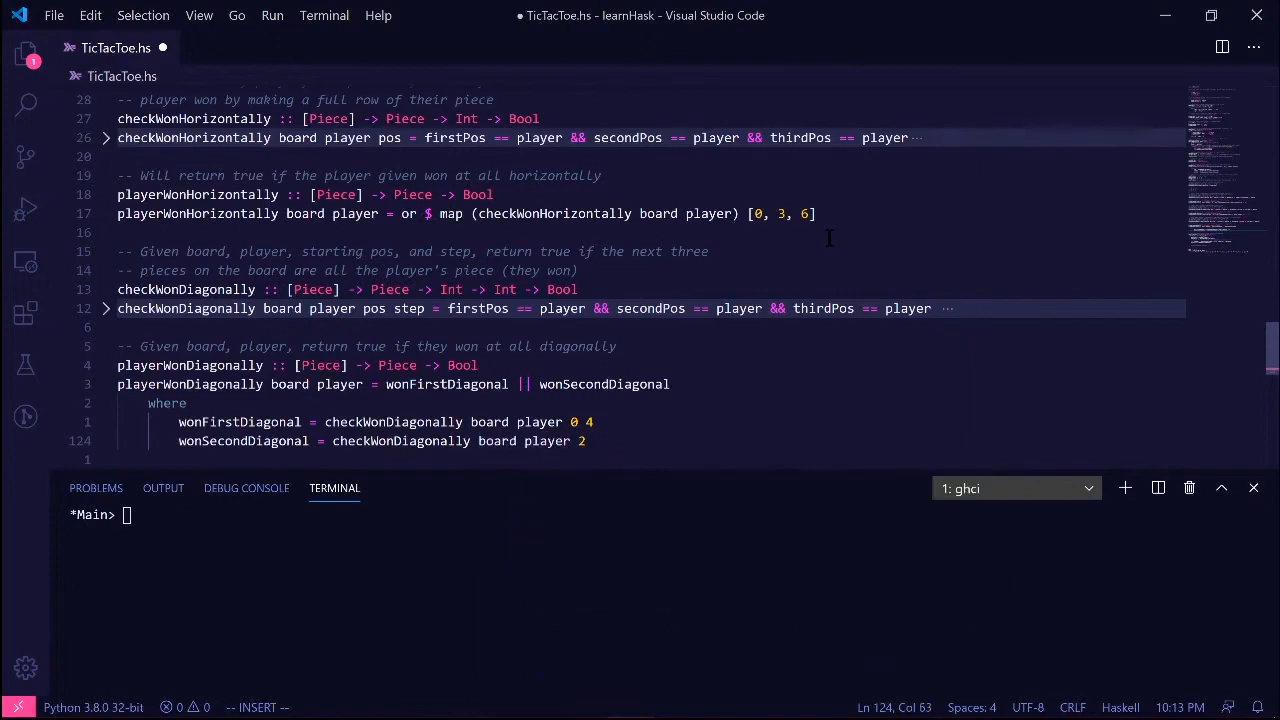 File Edit Selection View Go Run Terminal Help
● TicTacToe.hs - learnHask - Visual Studio Code
TicTacToe.hs
1
TicTacToe.hs
28 -- player won by making a full row of their piece
27 checkWonHorizontally :: [Piece] -> Piece -> Int -> Bool
26 checkWonHorizontally board player pos = firstPos == player && secondPos == player && thirdPos == player ···
20
19 -- Will return true if the player given won at all horizontally
18 playerWonHorizontally :: [Piece] -> Piece -> Bool
17 playerWonHorizontally board player = or $ map (checkWonHorizontally board player) [0, 3, 6]
16
15 -- Given board, player, starting pos, and step, return true if the next three
14 -- pieces on the board are all the player's piece (they won)
13 checkWonDiagonally :: [Piece] -> Piece -> Int -> Int -> Bool
12 checkWonDiagonally board player pos step = firstPos == player && secondPos == player && thirdPos == player ···
6
5 -- Given board, player, return true if they won at all diagonally
4 playerWonDiagonally :: [Piece] -> Piece -> Bool
3 playerWonDiagonally board player = wonFirstDiagonal || wonSecondDiagonal
2 where
1 wonFirstDiagonal = checkWonDiagonally board player 0 4
124 wonSecondDiagonal = checkWonDiagonally board player 2
1
PROBLEMS OUTPUT DEBUG CONSOLE TERMINAL 1: ghci
*Main>
Python 3.8.0 32-bit 0 0 -- INSERT -- Ln 124, Col 63 Spaces: 4 UTF-8 CRLF Haskell 10:13 PM